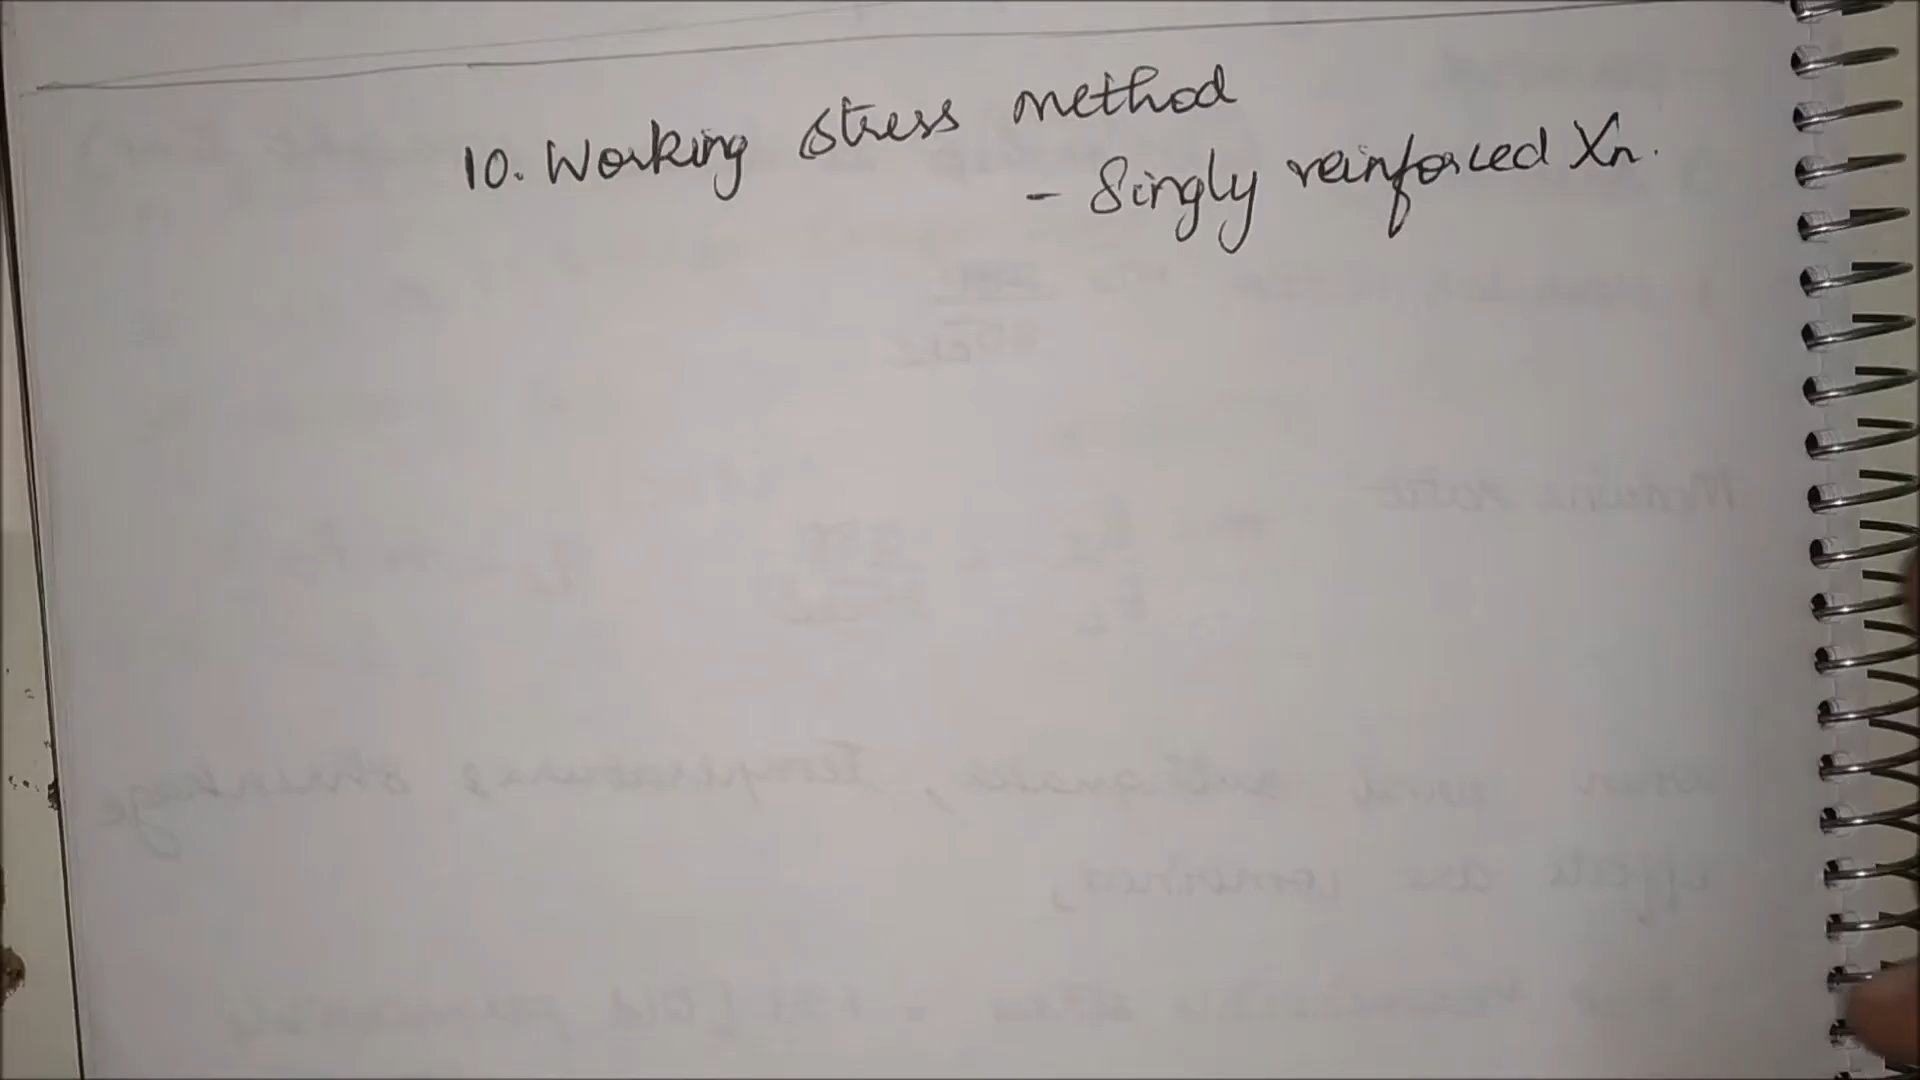 10. Working stress method
- Singly reinforced Xn.